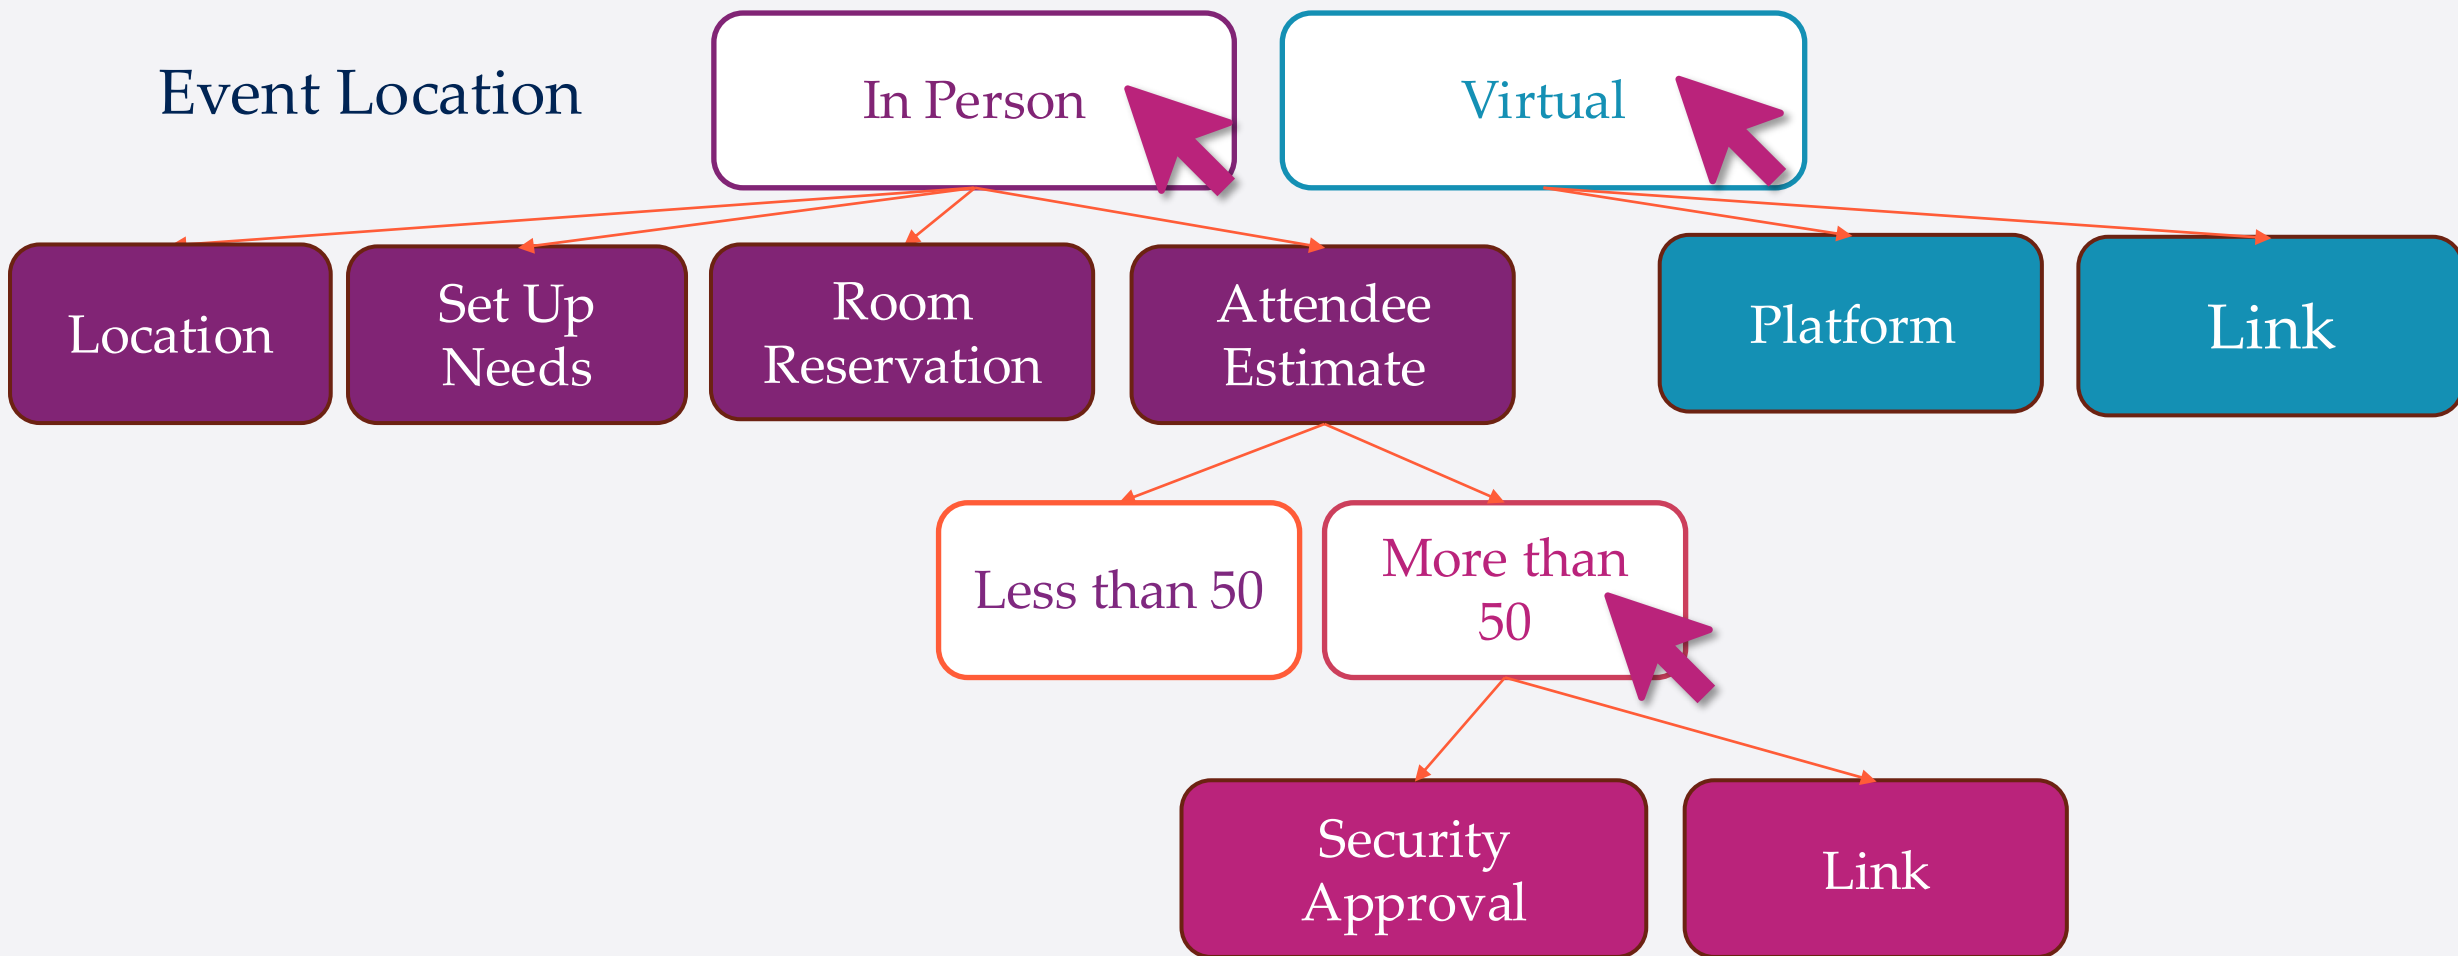 Event Location
In Person
Virtual
Location
Set Up
Needs
Room
Reservation
Attendee
Estimate
Platform
Link
Less than 50
More than
50
Security
Approval
Link